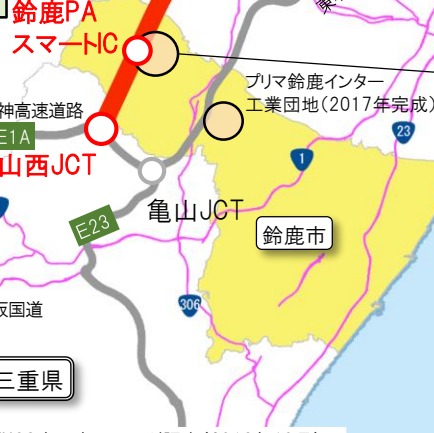 鈴鹿PA
スマートIC
プリマ鈴鹿インター
工業団地(2017年完成)
神高速道路
E1A
山西JCT
23
1
亀山JCT
E23
鈴鹿市
306
阪国道
三重県